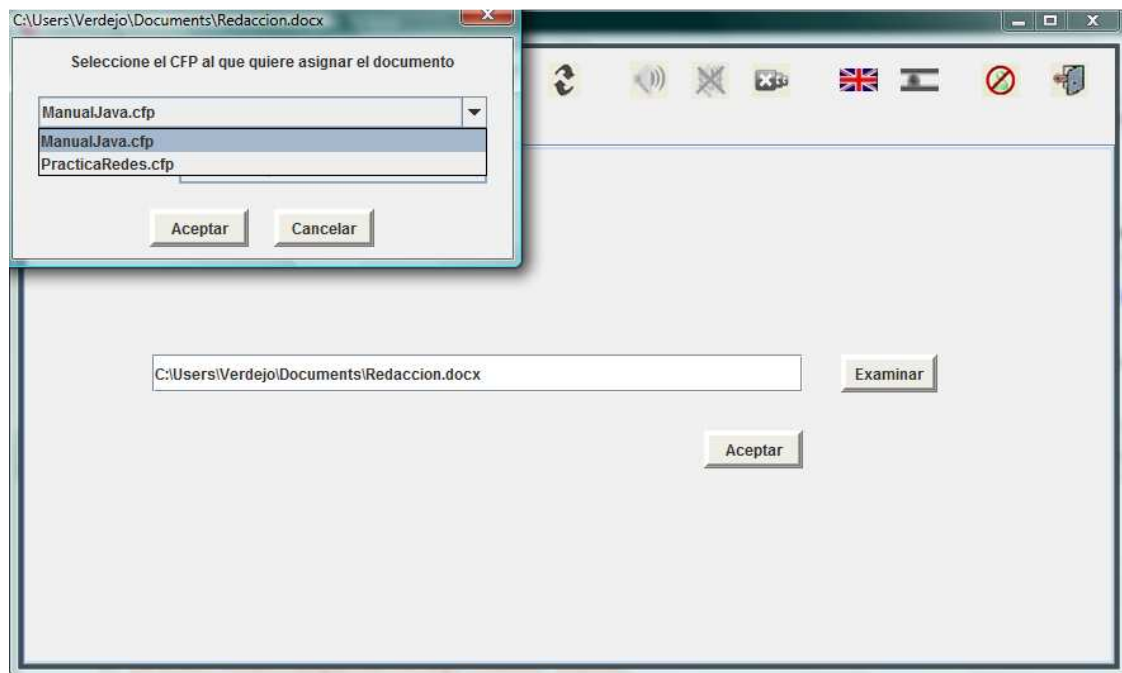 C:\Users\Verdejo\Documents\Redaccion.docx
Seleccione el CFP al que quiere asignar el documento
ManualJava.cfp
ManualJava.cfp
PracticaRedes.cfp
Aceptar Cancelar
C:\Users\Verdejo\Documents\Redaccion.docx Examinar
Aceptar